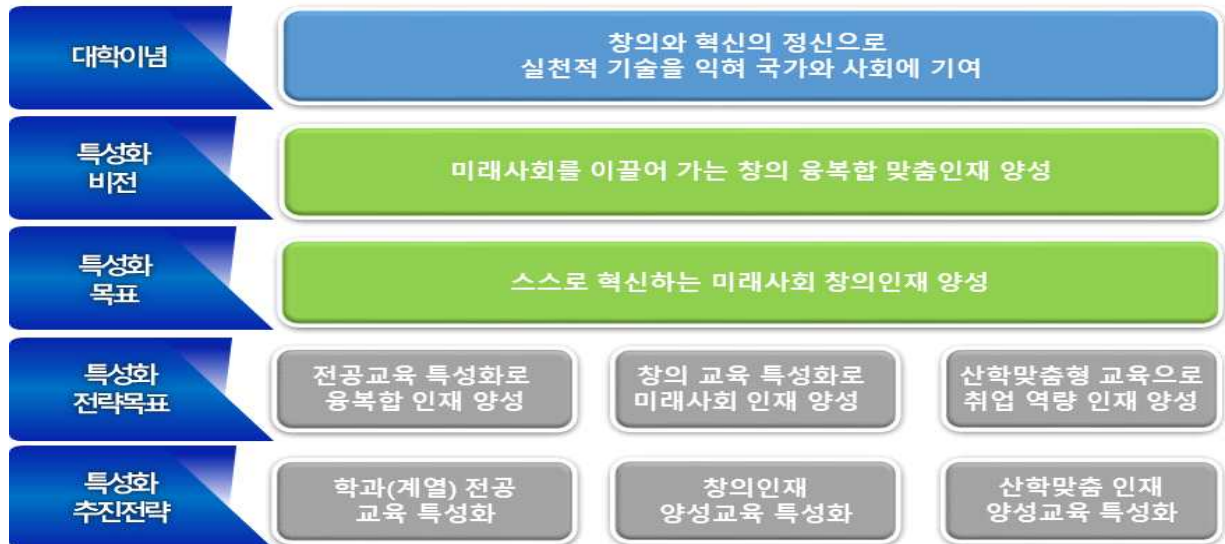 대학이념
창의와 혁신의 정신으로
실천적 기술을 익혀 국가와 사회에 기여
특성화
비전
미래사회를 이끌어 가는 창의 융복합 맞춤인재 양성
특성화
목표
스스로 혁신하는 미래사회 창의인재 양성
특성화
전략목표
전공교육 특성화로
융복합 인재 양성
창의 교육 특성화로
미래사회 인재 양성
산학맞춤형 교육으로
취업 역량 인재 양성
특성화
추진전략
학과(계열) 전공
교육 특성화
창의인재
양성교육 특성화
산학맞춤 인재
양성교육 특성화